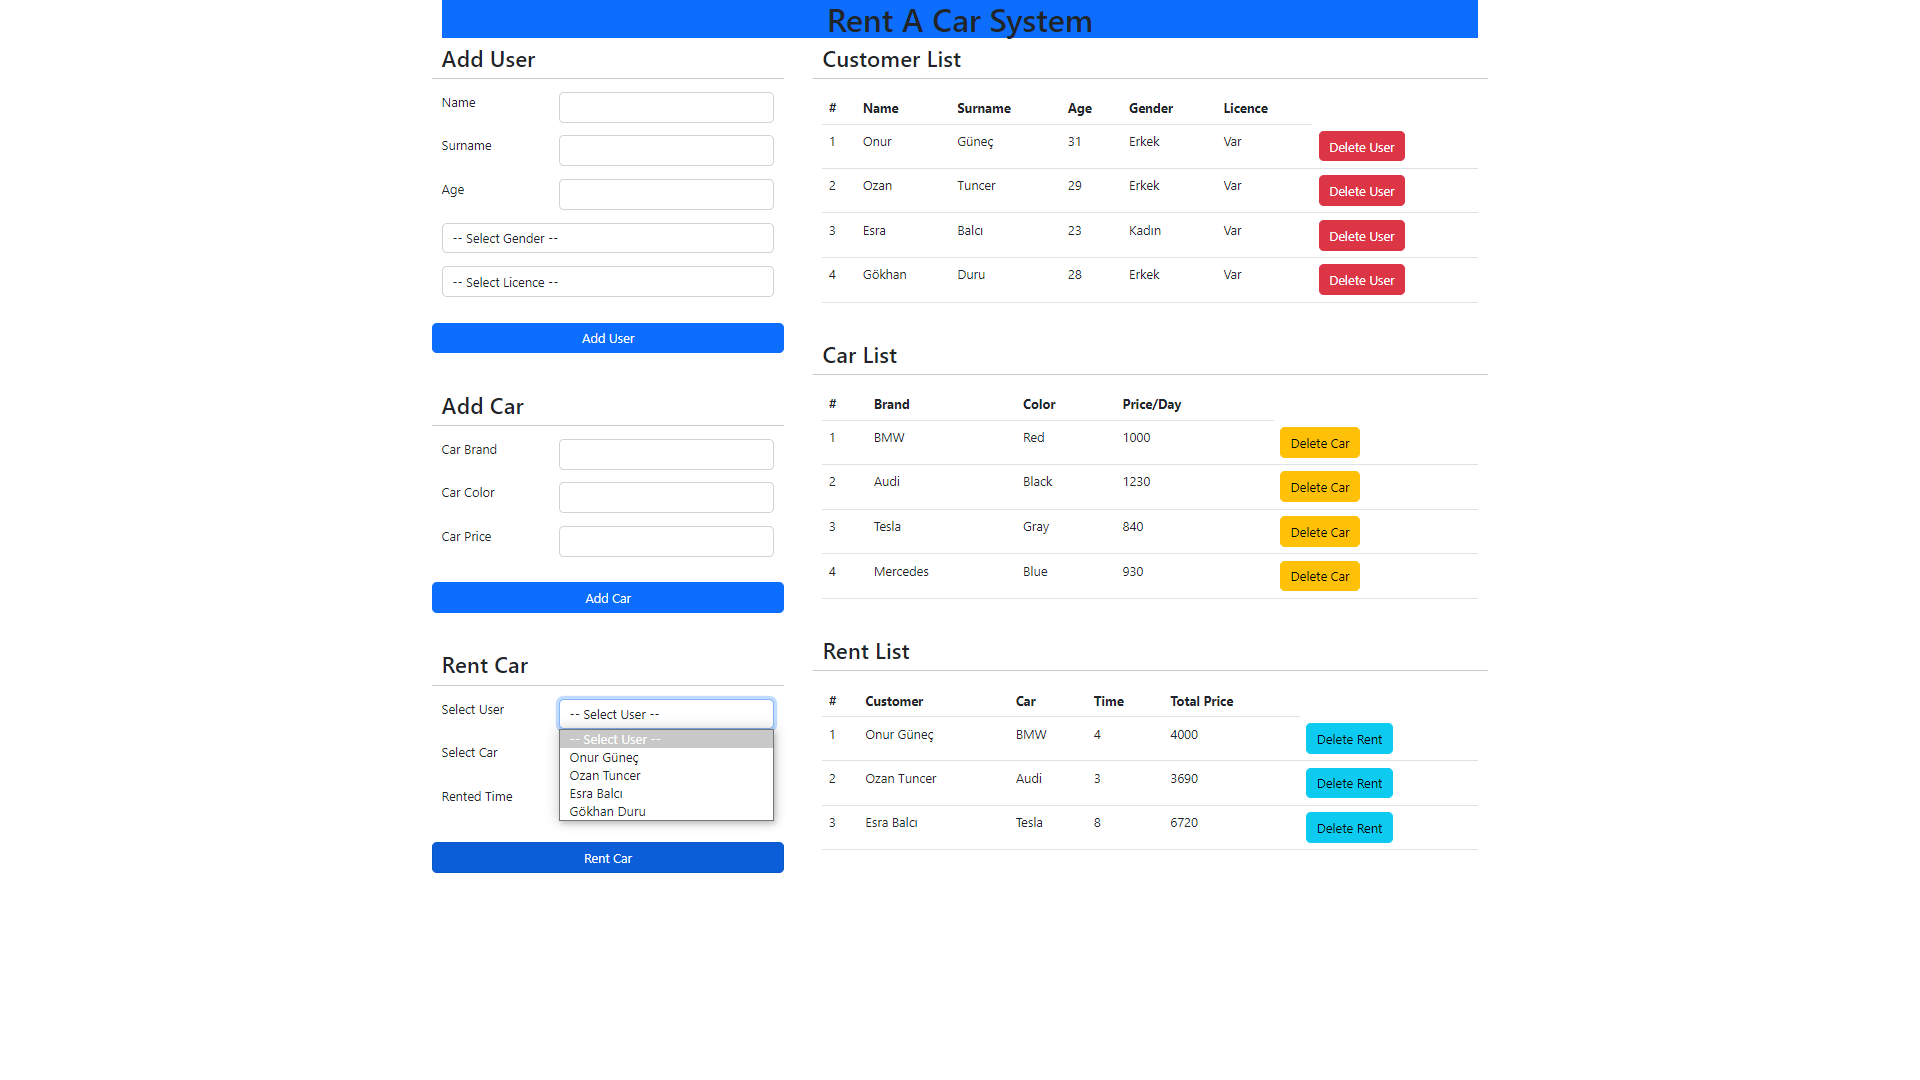 Rent A Car System
Add User
Name
Surname
Age
-- Select Gender --
-- Select Licence --
Add User
Add Car
Car Brand
Car Color
Car Price
Add Car
Rent Car
Select User -- Select User --
-- Select User --
Onur Güneç
Ozan Tuncer
Esra Balcı
Gökhan Duru
Select Car
Rented Time
Rent Car
Customer List
# Name Surname Age Gender Licence
1 Onur Güneç 31 Erkek Var Delete User
2 Ozan Tuncer 29 Erkek Var Delete User
3 Esra Balcı 23 Kadın Var Delete User
4 Gökhan Duru 28 Erkek Var Delete User
Car List
# Brand Color Price/Day
1 BMW Red 1000 Delete Car
2 Audi Black 1230 Delete Car
3 Tesla Gray 840 Delete Car
4 Mercedes Blue 930 Delete Car
Rent List
# Customer Car Time Total Price
1 Onur Güneç BMW 4 4000 Delete Rent
2 Ozan Tuncer Audi 3 3690 Delete Rent
3 Esra Balcı Tesla 8 6720 Delete Rent